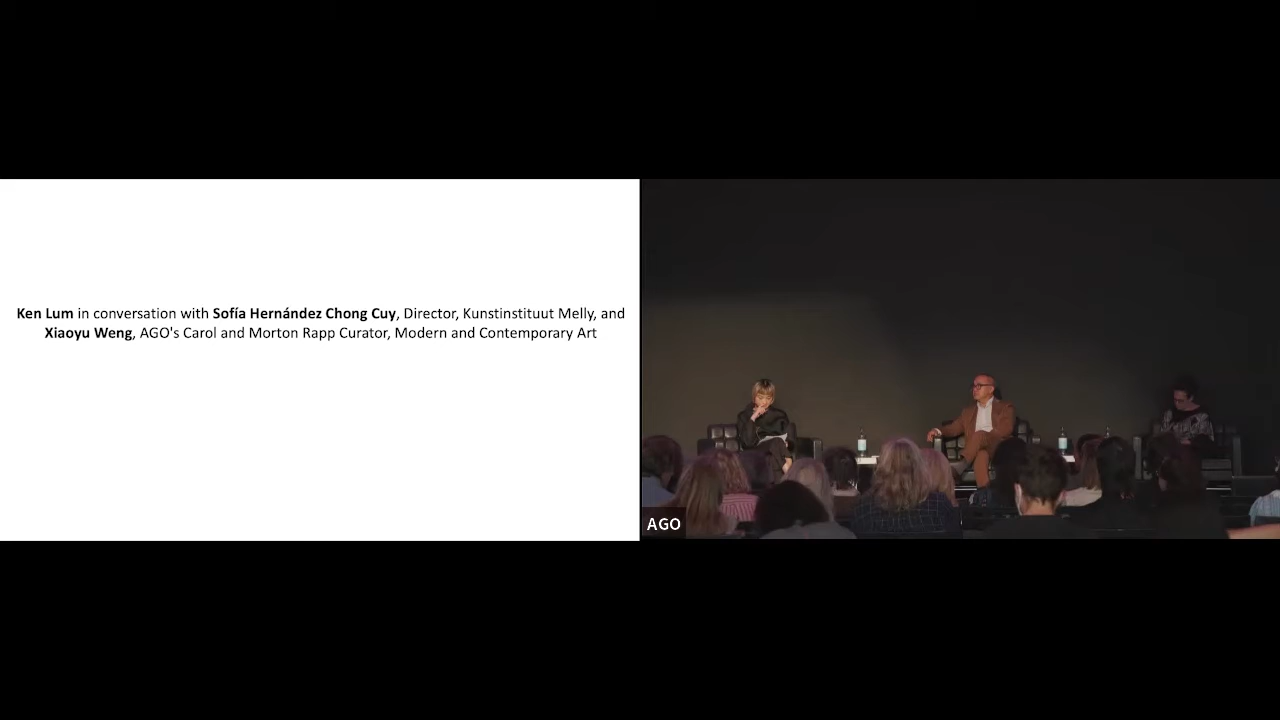 Ken Lum in conversation with Sofía Hernández Chong Cuy, Director, Kunstinstituut Melly, and
Xiaoyu Weng, AGO's Carol and Morton Rapp Curator, Modern and Contemporary Art
AGO